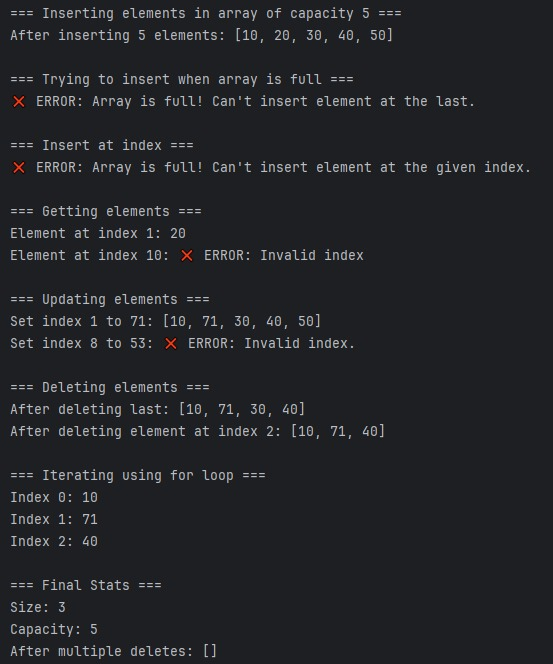 === Inserting elements in array of capacity 5 ===
After inserting 5 elements: [10, 20, 30, 40, 50]
=== Trying to insert when array is full ===
❌ ERROR: Array is full! Can't insert element at the last.
=== Insert at index ===
❌ ERROR: Array is full! Can't insert element at the given index.
=== Getting elements ===
Element at index 1: 20
Element at index 10: ❌ ERROR: Invalid index
=== Updating elements ===
Set index 1 to 71: [10, 71, 30, 40, 50]
Set index 8 to 53: ❌ ERROR: Invalid index.
=== Deleting elements ===
After deleting last: [10, 71, 30, 40]
After deleting element at index 2: [10, 71, 40]
=== Iterating using for loop ===
Index 0: 10
Index 1: 71
Index 2: 40
=== Final Stats ===
Size: 3
Capacity: 5
After multiple deletes: []